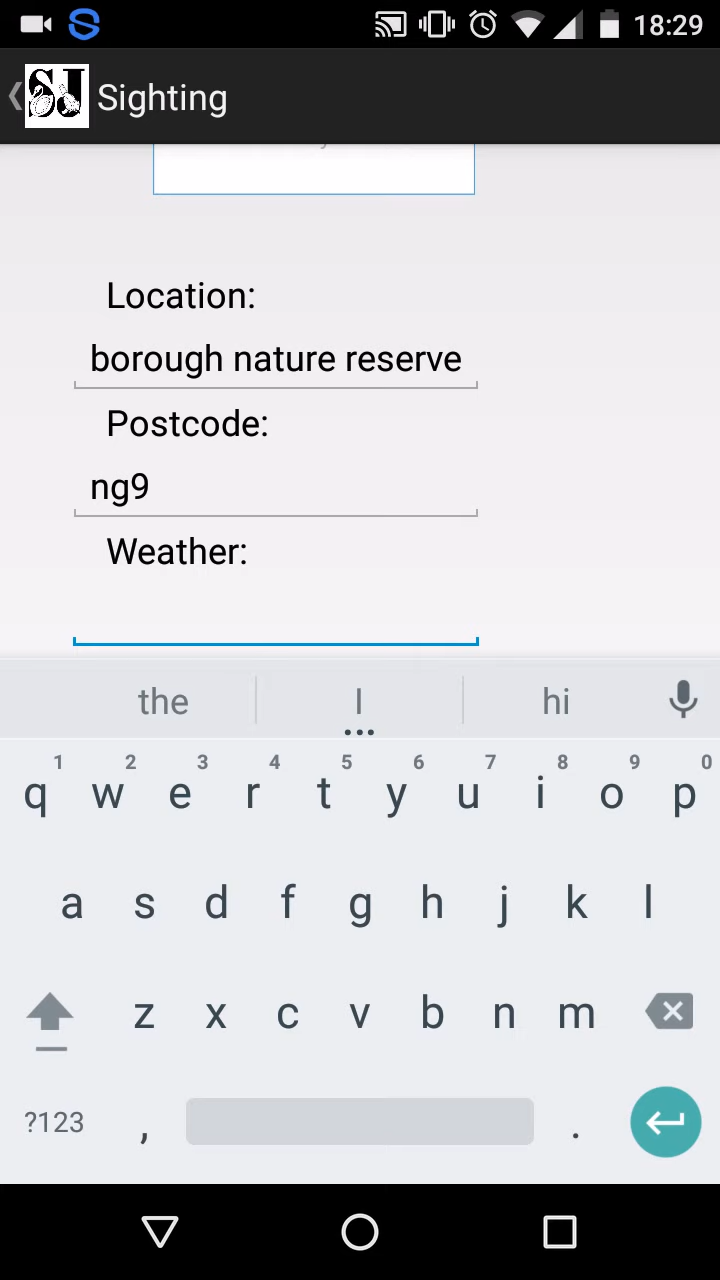 18:29
SJ Sighting
Location:
borough nature reserve
Postcode:
ng9
Weather:
the I hi
1 2 3 4 5 6 7 8 9 0
q w e r t y u i o p
a s d f g h j k l
z x c v b n m
?123 , .